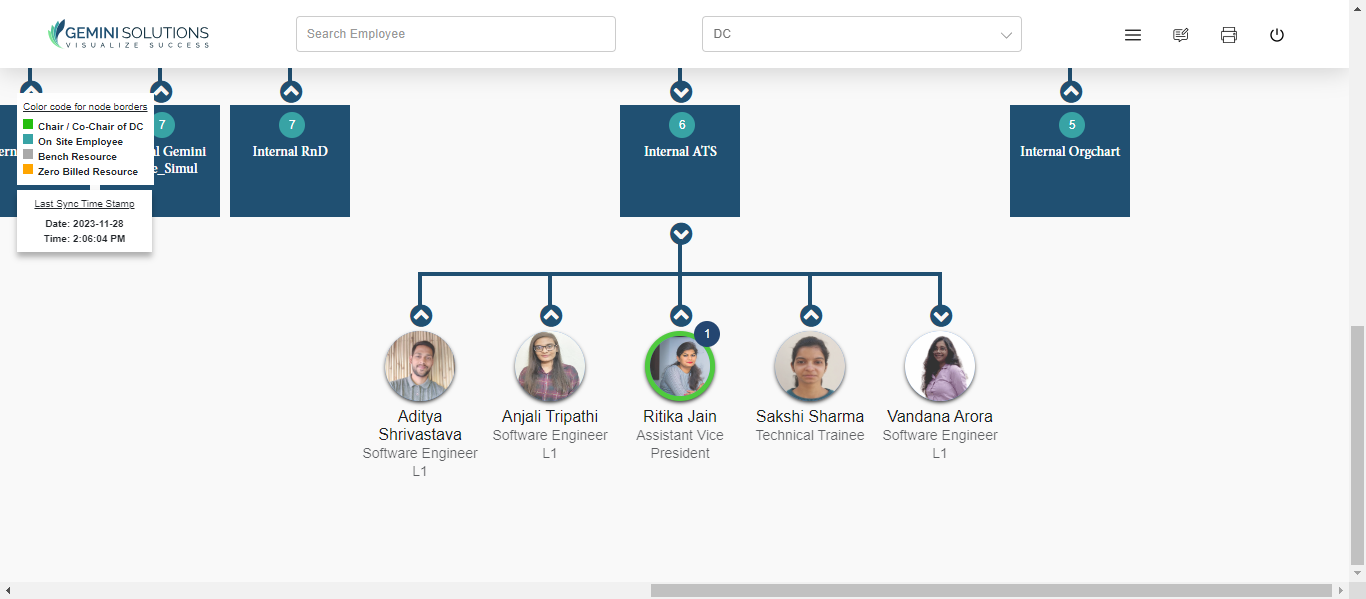 GEMINI SOLUTIONS
VISUALIZE SUCCESS
Search Employee
DC
Color code for node borders
Chair / Co-Chair of DC
On Site Employee
Bench Resource
Zero Billed Resource
Last Sync Time Stamp
Date: 2023-11-28
Time: 2:06:04 PM
7
Gemini
e_Simul
7
Internal RnD
6
Internal ATS
5
Internal Orgchart
1
Aditya
Shrivastava
Software Engineer
L1
Anjali Tripathi
Software Engineer
L1
Ritika Jain
Assistant Vice
President
Sakshi Sharma
Technical Trainee
Vandana Arora
Software Engineer
L1